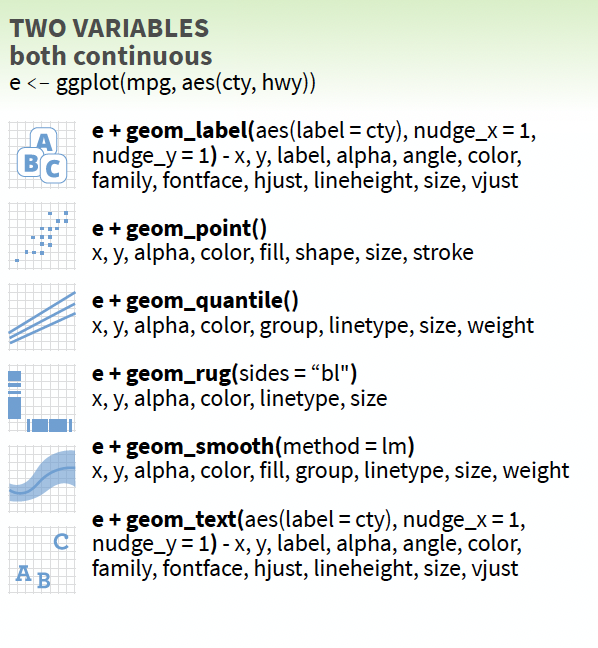 TWO VARIABLES
both continuous
e <- ggplot(mpg, aes(cty, hwy))
A
B
C
e + geom_label(aes(label = cty), nudge_x = 1,
nudge_y = 1) - x, y, label, alpha, angle, color,
family, fontface, hjust, lineheight, size, vjust
e + geom_point()
x, y, alpha, color, fill, shape, size, stroke
e + geom_quantile()
x, y, alpha, color, group, linetype, size, weight
e + geom_rug(sides = “bl")
x, y, alpha, color, linetype, size
e + geom_smooth(method = lm)
x, y, alpha, color, fill, group, linetype, size, weight
C
A B
e + geom_text(aes(label = cty), nudge_x = 1,
nudge_y = 1) - x, y, label, alpha, angle, color,
family, fontface, hjust, lineheight, size, vjust